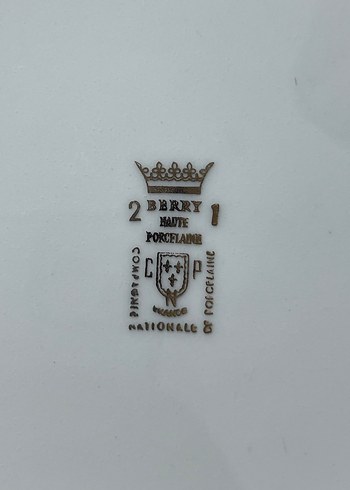 2 BERRY 1
HAUTE
PORCELAINE
C P
N
FRANCE
COMPAGNIE
NATIONALE
DE PORCELAINE